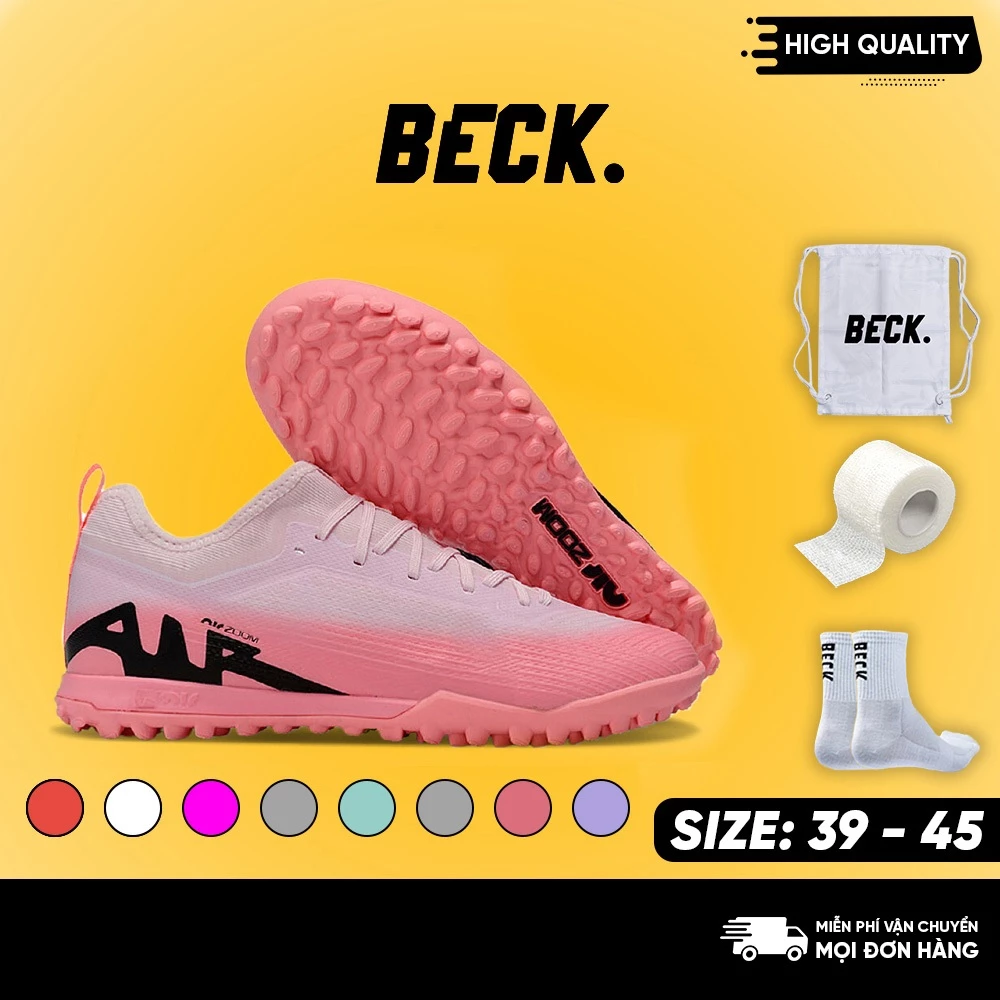 HIGH QUALITY
BECK.
BECK.
ZOOM
AIR
ZOOM
AIR
BECK.
BECK.
SIZE: 39 - 45
MIỄN PHÍ VẬN CHUYỂN
MỌI ĐƠN HÀNG